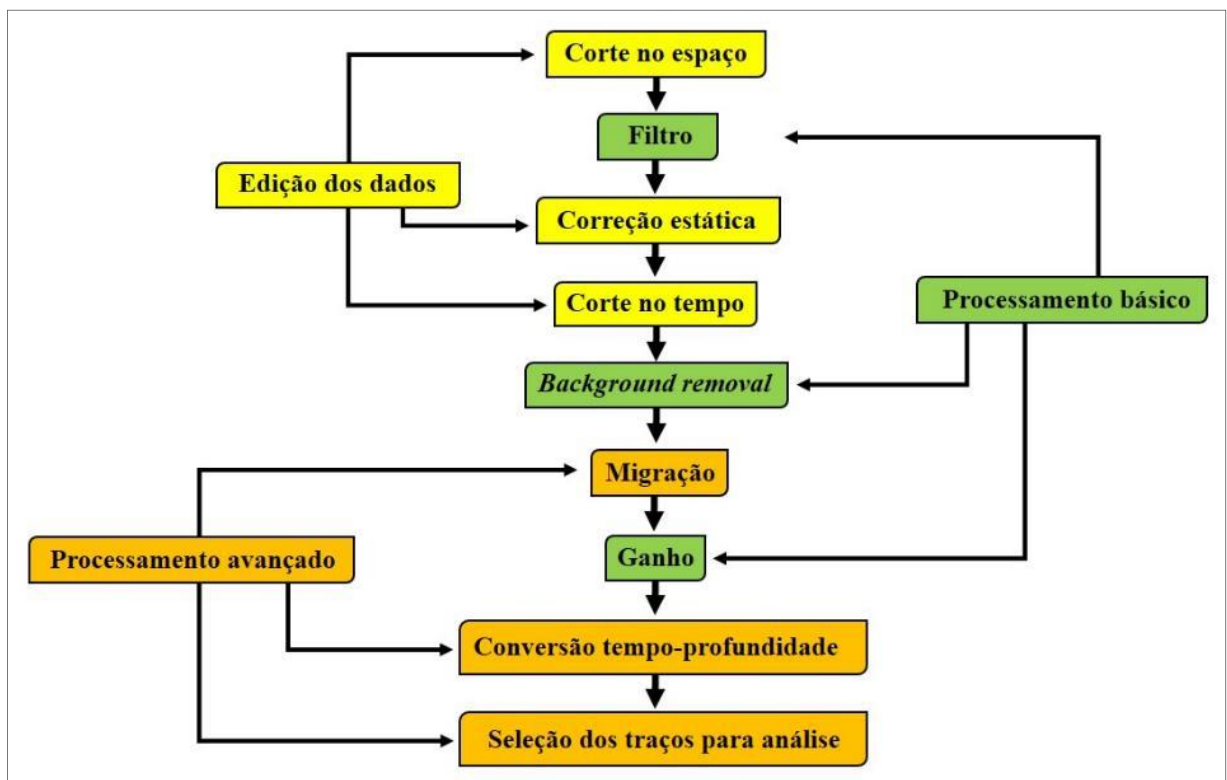 Corte no espaço
Filtro
Edição dos dados
Correção estática
Processamento básico
Corte no tempo
Background removal
Migração
Processamento avançado
Ganho
Conversão tempo-profundidade
Seleção dos traços para análise